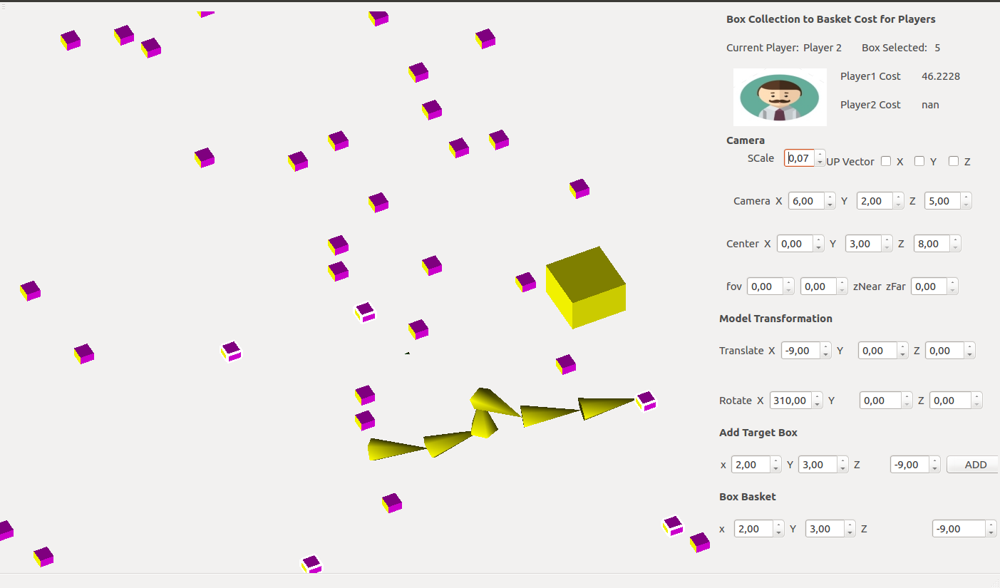 Box Collection to Basket Cost for Players
Current Player: Player 2 Box Selected: 5
Player1 Cost 46.2228
Player2 Cost nan
Camera
SCale 0,07 UP Vector X Y Z
Camera X 6,00 Y 2,00 Z 5,00
Center X 0,00 Y 3,00 Z 8,00
fov 0,00 0,00 zNear zFar 0,00
Model Transformation
Translate X -9,00 Y 0,00 Z 0,00
Rotate X 310,00 Y 0,00 Z 0,00
Add Target Box
x 2,00 Y 3,00 Z -9,00 ADD
Box Basket
x 2,00 Y 3,00 Z -9,00